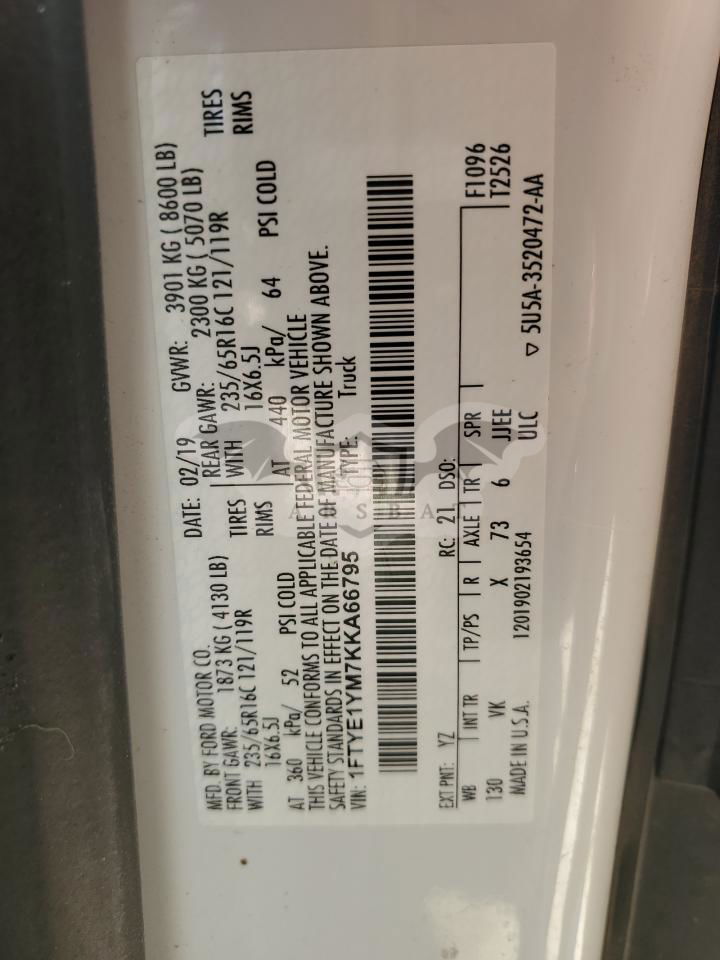 MFD. BY FORD MOTOR CO.
DATE: 02/19
GVWR: 3901 KG ( 8600 LB)
FRONT GAWR: 1873 KG ( 4130 LB)
REAR GAWR: 2300 KG ( 5070 LB)
WITH 235/65R16C 121/119R TIRES
WITH 235/65R16C 121/119R TIRES
16X6.5J RIMS
16X6.5J RIMS
AT 360 kPa/ 52 PSI COLD
AT 440 kPa/ 64 PSI COLD
THIS VEHICLE CONFORMS TO ALL APPLICABLE FEDERAL MOTOR VEHICLE
SAFETY STANDARDS IN EFFECT ON THE DATE OF MANUFACTURE SHOWN ABOVE.
VIN: 1FTYE1YM7KKA66795 TYPE: Truck
EXT PNT: YZ RC: 21 DSO:
WB INT TR TP/PS R AXLE TR SPR F1096
130 VK X 73 6 JJEE T2526
MADE IN U.S.A. 1201902193654 ULC
▽ 5U5A-3520472-AA